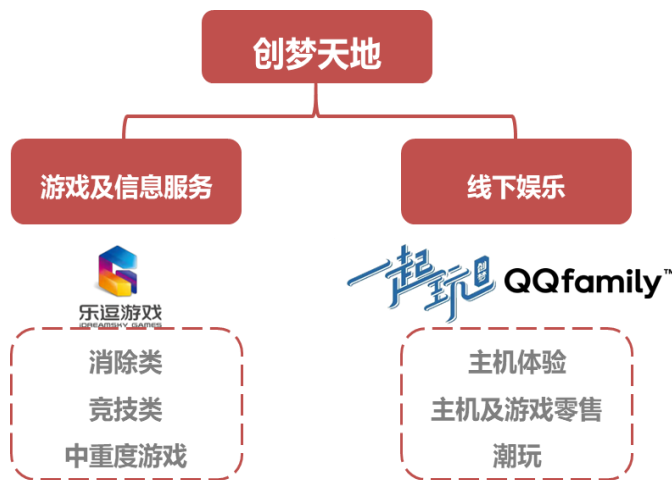 创梦天地
游戏及信息服务
线下娱乐
乐逗游戏
iDREAMSKY GAMES
一起玩吧
创梦
QQfamily™
消除类
竞技类
中重度游戏
主机体验
主机及游戏零售
潮玩